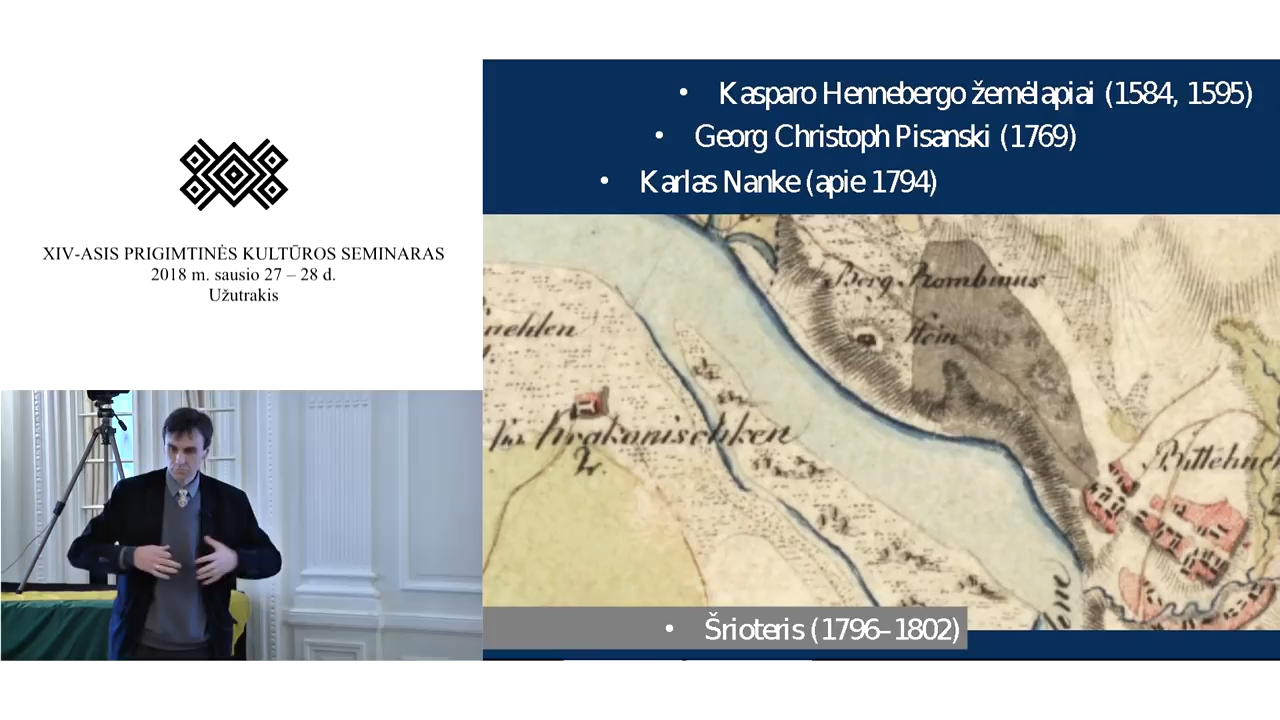 XIV-ASIS PRIGIMTINĖS KULTŪROS SEMINARAS
2018 m. sausio 27 – 28 d.
Užutrakis
• Kasparo Hennebergo žemėlapiai (1584, 1595)
• Georg Christoph Pisanski (1769)
• Karlas Nanke (apie 1794)
Berg Rombinus
Stein
Krakonischken
• Šrioteris (1796–1802)